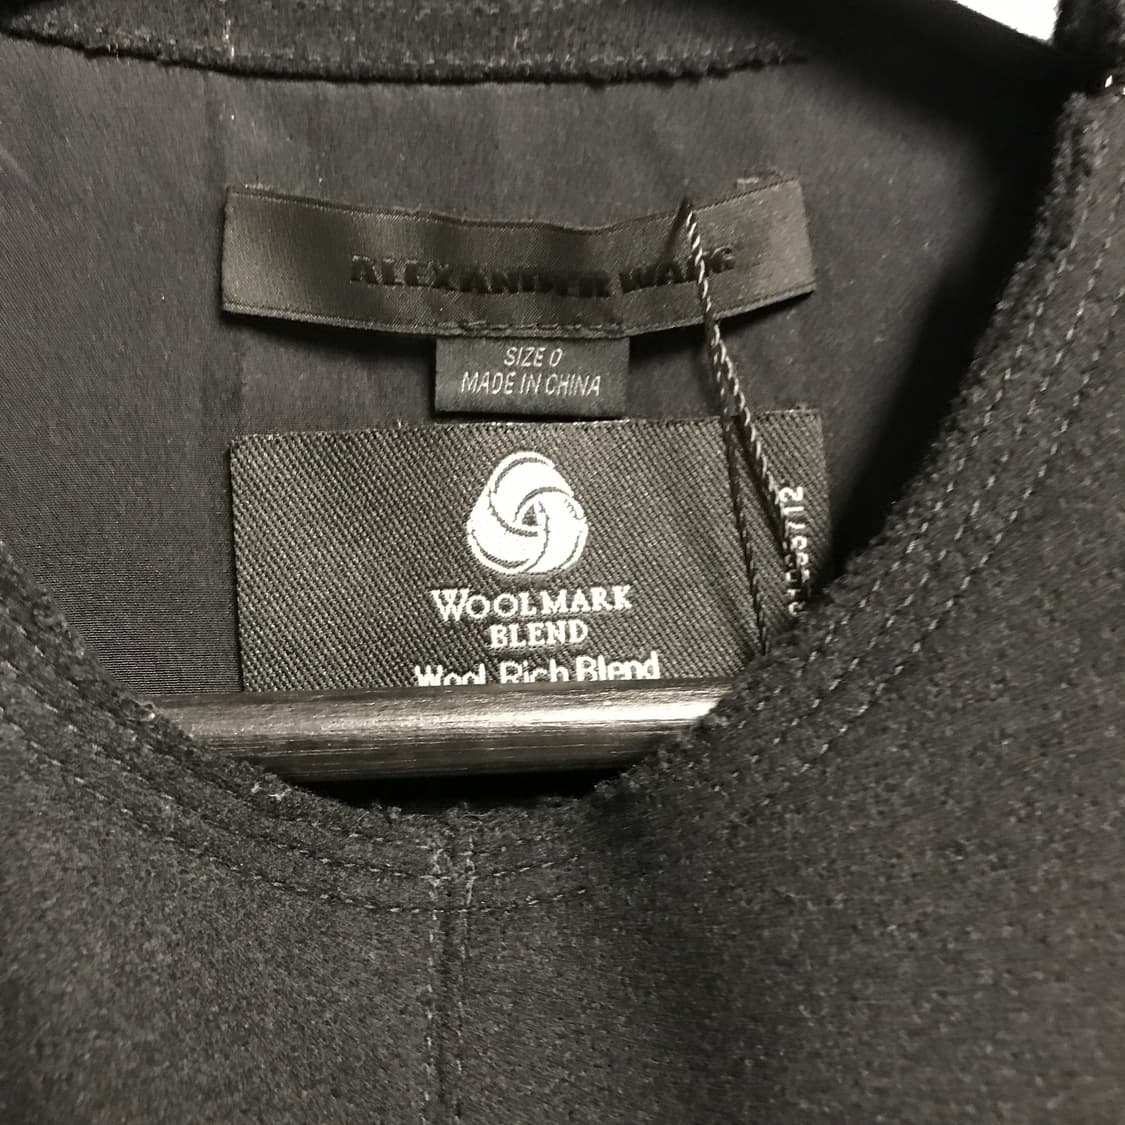 ALEXANDER WANG
SIZE 0
MADE IN CHINA
WOOLMARK
BLEND
Wool Rich Blend